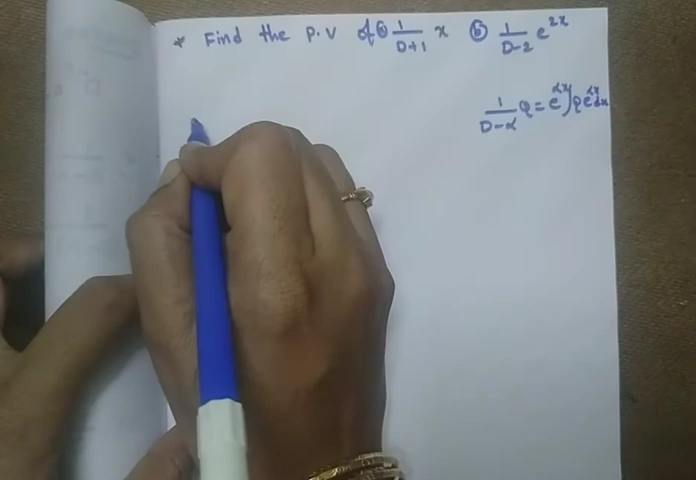 * Find the P.V of ⓐ 1/D+1 x ⓑ 1/D-2 e^2x
1/D-α Q = e^αx ∫Q e^αx dx